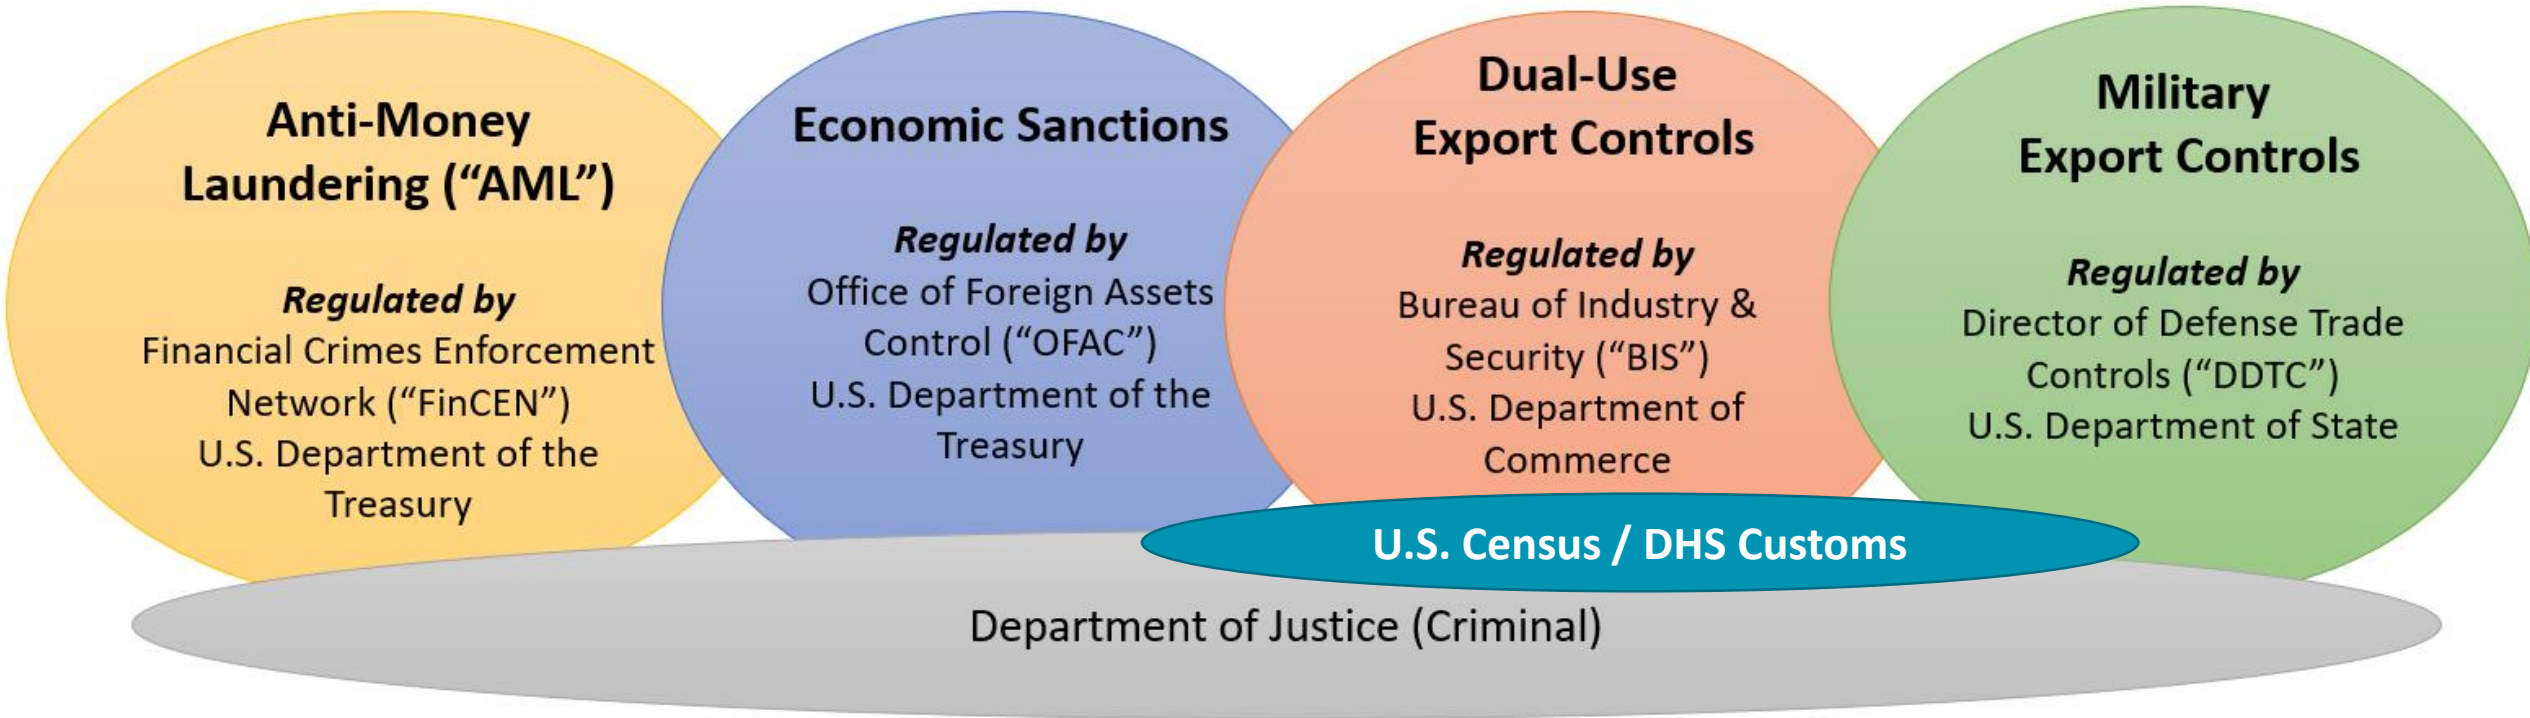 Anti-Money
Laundering (“AML”)
Regulated by
Financial Crimes Enforcement
Network (“FinCEN”)
U.S. Department of the
Treasury
Economic Sanctions
Regulated by
Office of Foreign Assets
Control (“OFAC”)
U.S. Department of the
Treasury
Dual-Use
Export Controls
Regulated by
Bureau of Industry &
Security (“BIS”)
U.S. Department of
Commerce
Military
Export Controls
Regulated by
Director of Defense Trade
Controls (“DDTC”)
U.S. Department of State
U.S. Census / DHS Customs
Department of Justice (Criminal)